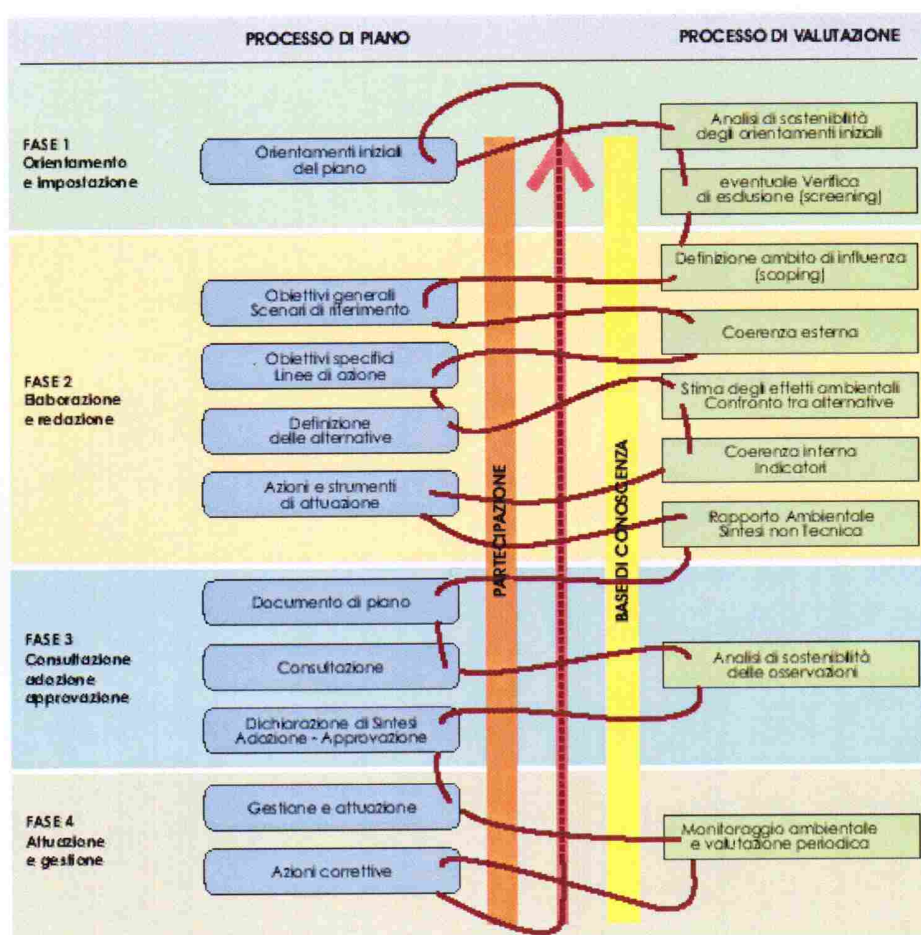 PROCESSO DI PIANO
PROCESSO DI VALUTAZIONE
FASE 1
Orientamento
e impostazione
Orientamenti iniziali
del piano
Analisi di sostenibilità
degli orientamenti iniziali
eventuale Verifica
di esclusione (screening)
FASE 2
Elaborazione
e redazione
Obiettivi generali
Scenari di riferimento
Obiettivi specifici
Linee di azione
Definizione
delle alternative
Azioni e strumenti
di attuazione
PARTECIPAZIONE
BASE DI CONOSCENZA
Definizione ambito di influenza
(scoping)
Coerenza esterna
Stima degli effetti ambientali
Confronto tra alternative
Coerenza interna
Indicatori
Rapporto Ambientale
Sintesi non Tecnica
FASE 3
Consultazione
adozione
approvazione
Documento di piano
Consultazione
Dichiarazione di Sintesi
Adozione - Approvazione
Analisi di sostenibilità
delle osservazioni
FASE 4
Attuazione
e gestione
Gestione e attuazione
Azioni correttive
Monitoraggio ambientale
e valutazione periodica